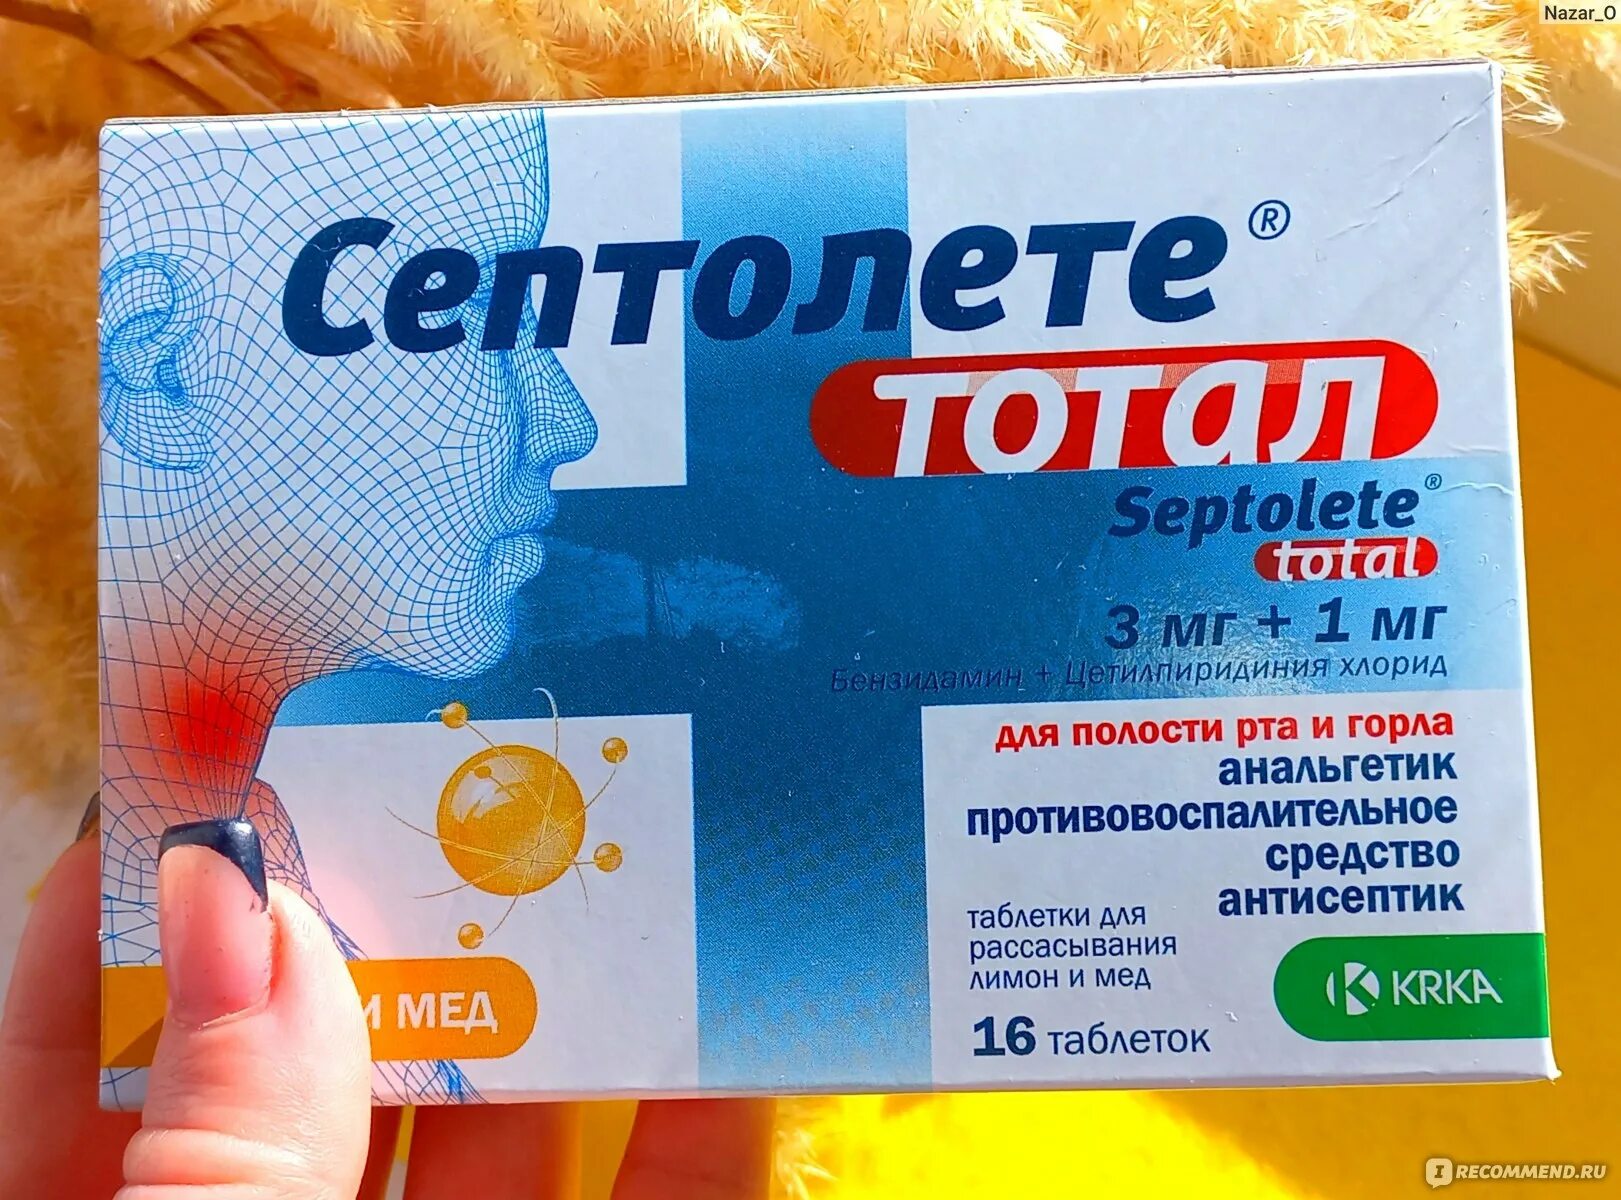 Nazar_O
Септолете®
тотал
Septolete®
total
3 мг + 1 мг
Бензидамин + Цетилпиридиния хлорид
для полости рта и горла
анальгетик
противовоспалительное
средство
антисептик
таблетки для
рассасывания
лимон и мед
16 таблеток
KRKA
И МЕД
IRECOMMEND.RU